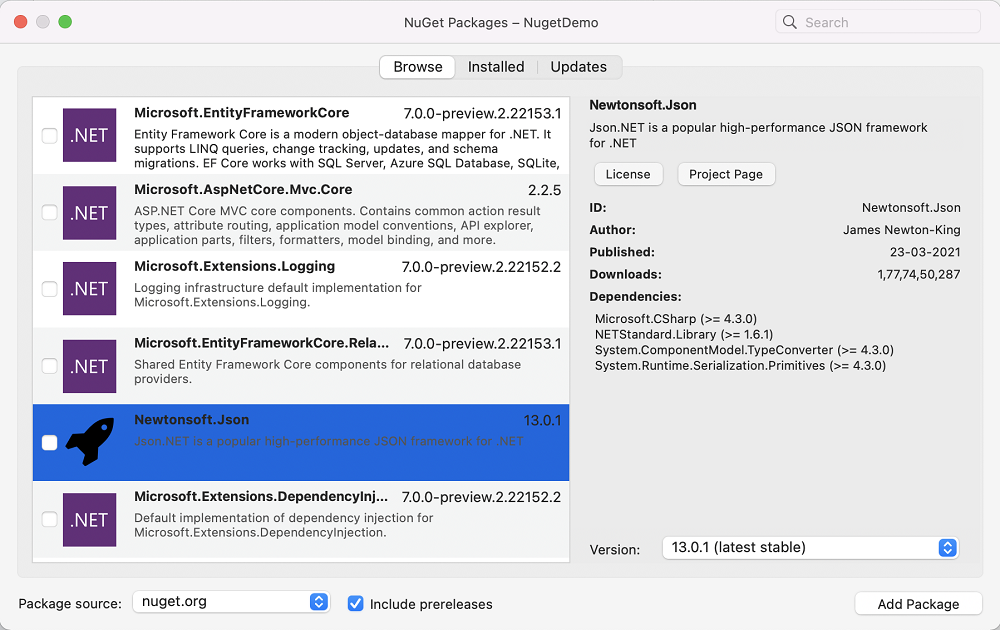 NuGet Packages – NugetDemo
Search
Browse
Installed
Updates
.NET
Microsoft.EntityFrameworkCore
7.0.0-preview.2.22153.1
Entity Framework Core is a modern object-database mapper for .NET. It
supports LINQ queries, change tracking, updates, and schema
migrations. EF Core works with SQL Server, Azure SQL Database, SQLite,
.NET
Microsoft.AspNetCore.Mvc.Core
2.2.5
ASP.NET Core MVC core components. Contains common action result
types, attribute routing, application model conventions, API explorer,
application parts, filters, formatters, model binding, and more.
.NET
Microsoft.Extensions.Logging
7.0.0-preview.2.22152.2
Logging infrastructure default implementation for
Microsoft.Extensions.Logging.
.NET
Microsoft.EntityFrameworkCore.Rela...
7.0.0-preview.2.22153.1
Shared Entity Framework Core components for relational database
providers.
Newtonsoft.Json
13.0.1
Json.NET is a popular high-performance JSON framework for .NET
.NET
Microsoft.Extensions.DependencyInj...
7.0.0-preview.2.22152.2
Default implementation of dependency injection for
Microsoft.Extensions.DependencyInjection.
Newtonsoft.Json
Json.NET is a popular high-performance JSON framework
for .NET
License
Project Page
ID:
Newtonsoft.Json
Author:
James Newton-King
Published:
23-03-2021
Downloads:
1,77,74,50,287
Dependencies:
Microsoft.CSharp (>= 4.3.0)
NETStandard.Library (>= 1.6.1)
System.ComponentModel.TypeConverter (>= 4.3.0)
System.Runtime.Serialization.Primitives (>= 4.3.0)
Version:
13.0.1 (latest stable)
Package source:
nuget.org
Include prereleases
Add Package